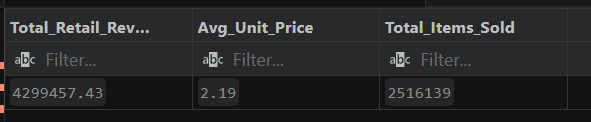 Total_Retail_Rev... Avg_Unit_Price Total_Items_Sold
abc Filter... abc Filter... abc Filter...
4299457.43 2.19 2516139